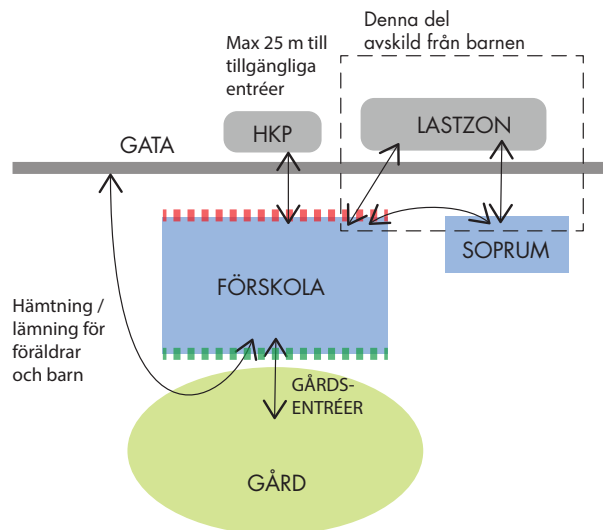 Denna del
avskild från barnen
Max 25 m till
tillgängliga
entréer
HKP
LASTZON
GATA
SOPRUM
FÖRSKOLA
Hämtning /
lämning för
föräldrar
och barn
GÅRDS-
ENTRÉER
GÅRD